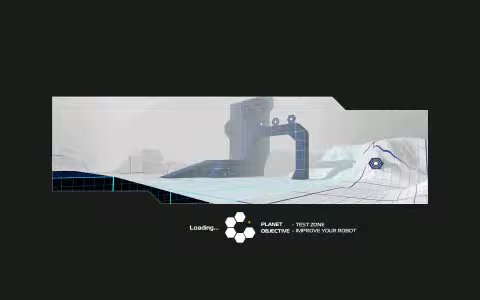 Loading...
PLANET - TEST ZONE
OBJECTIVE - IMPROVE YOUR ROBOT